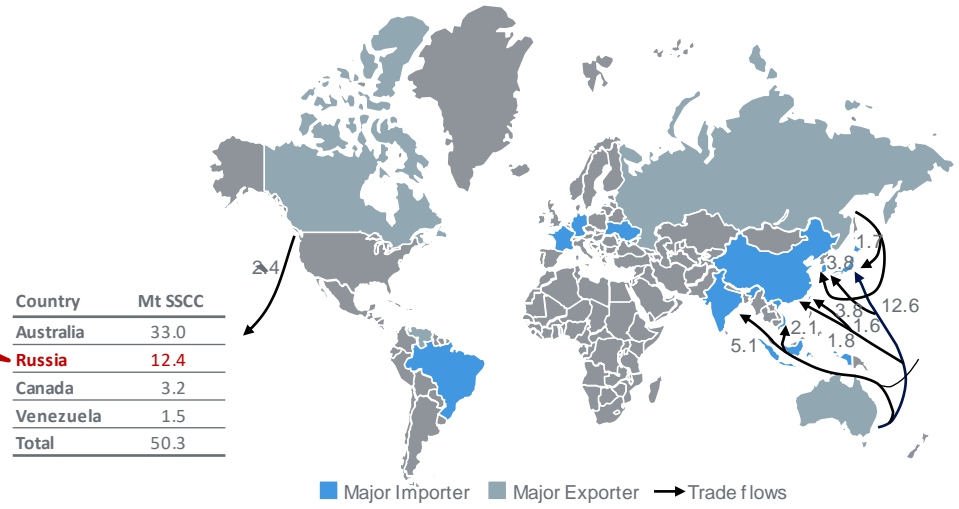 1.7
3.8
2.4
12.6
3.8
1.6
2.1
1.8
5.1
Country Mt SSCC
Australia 33.0
Russia 12.4
Canada 3.2
Venezuela 1.5
Total 50.3
Major Importer Major Exporter Trade flows